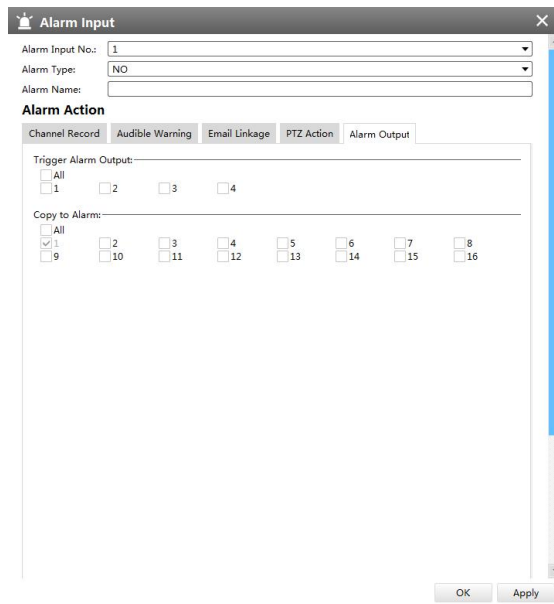 Alarm Input
Alarm Input No.: 1
Alarm Type: NO
Alarm Name:
Alarm Action
Channel Record Audible Warning Email Linkage PTZ Action Alarm Output
Trigger Alarm Output:
All
1 2 3 4
Copy to Alarm:
All
1 2 3 4 5 6 7 8
9 10 11 12 13 14 15 16
OK Apply